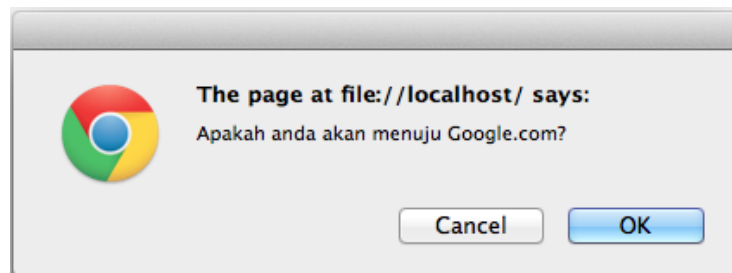 The page at file://localhost/ says:
Apakah anda akan menuju Google.com?
Cancel OK